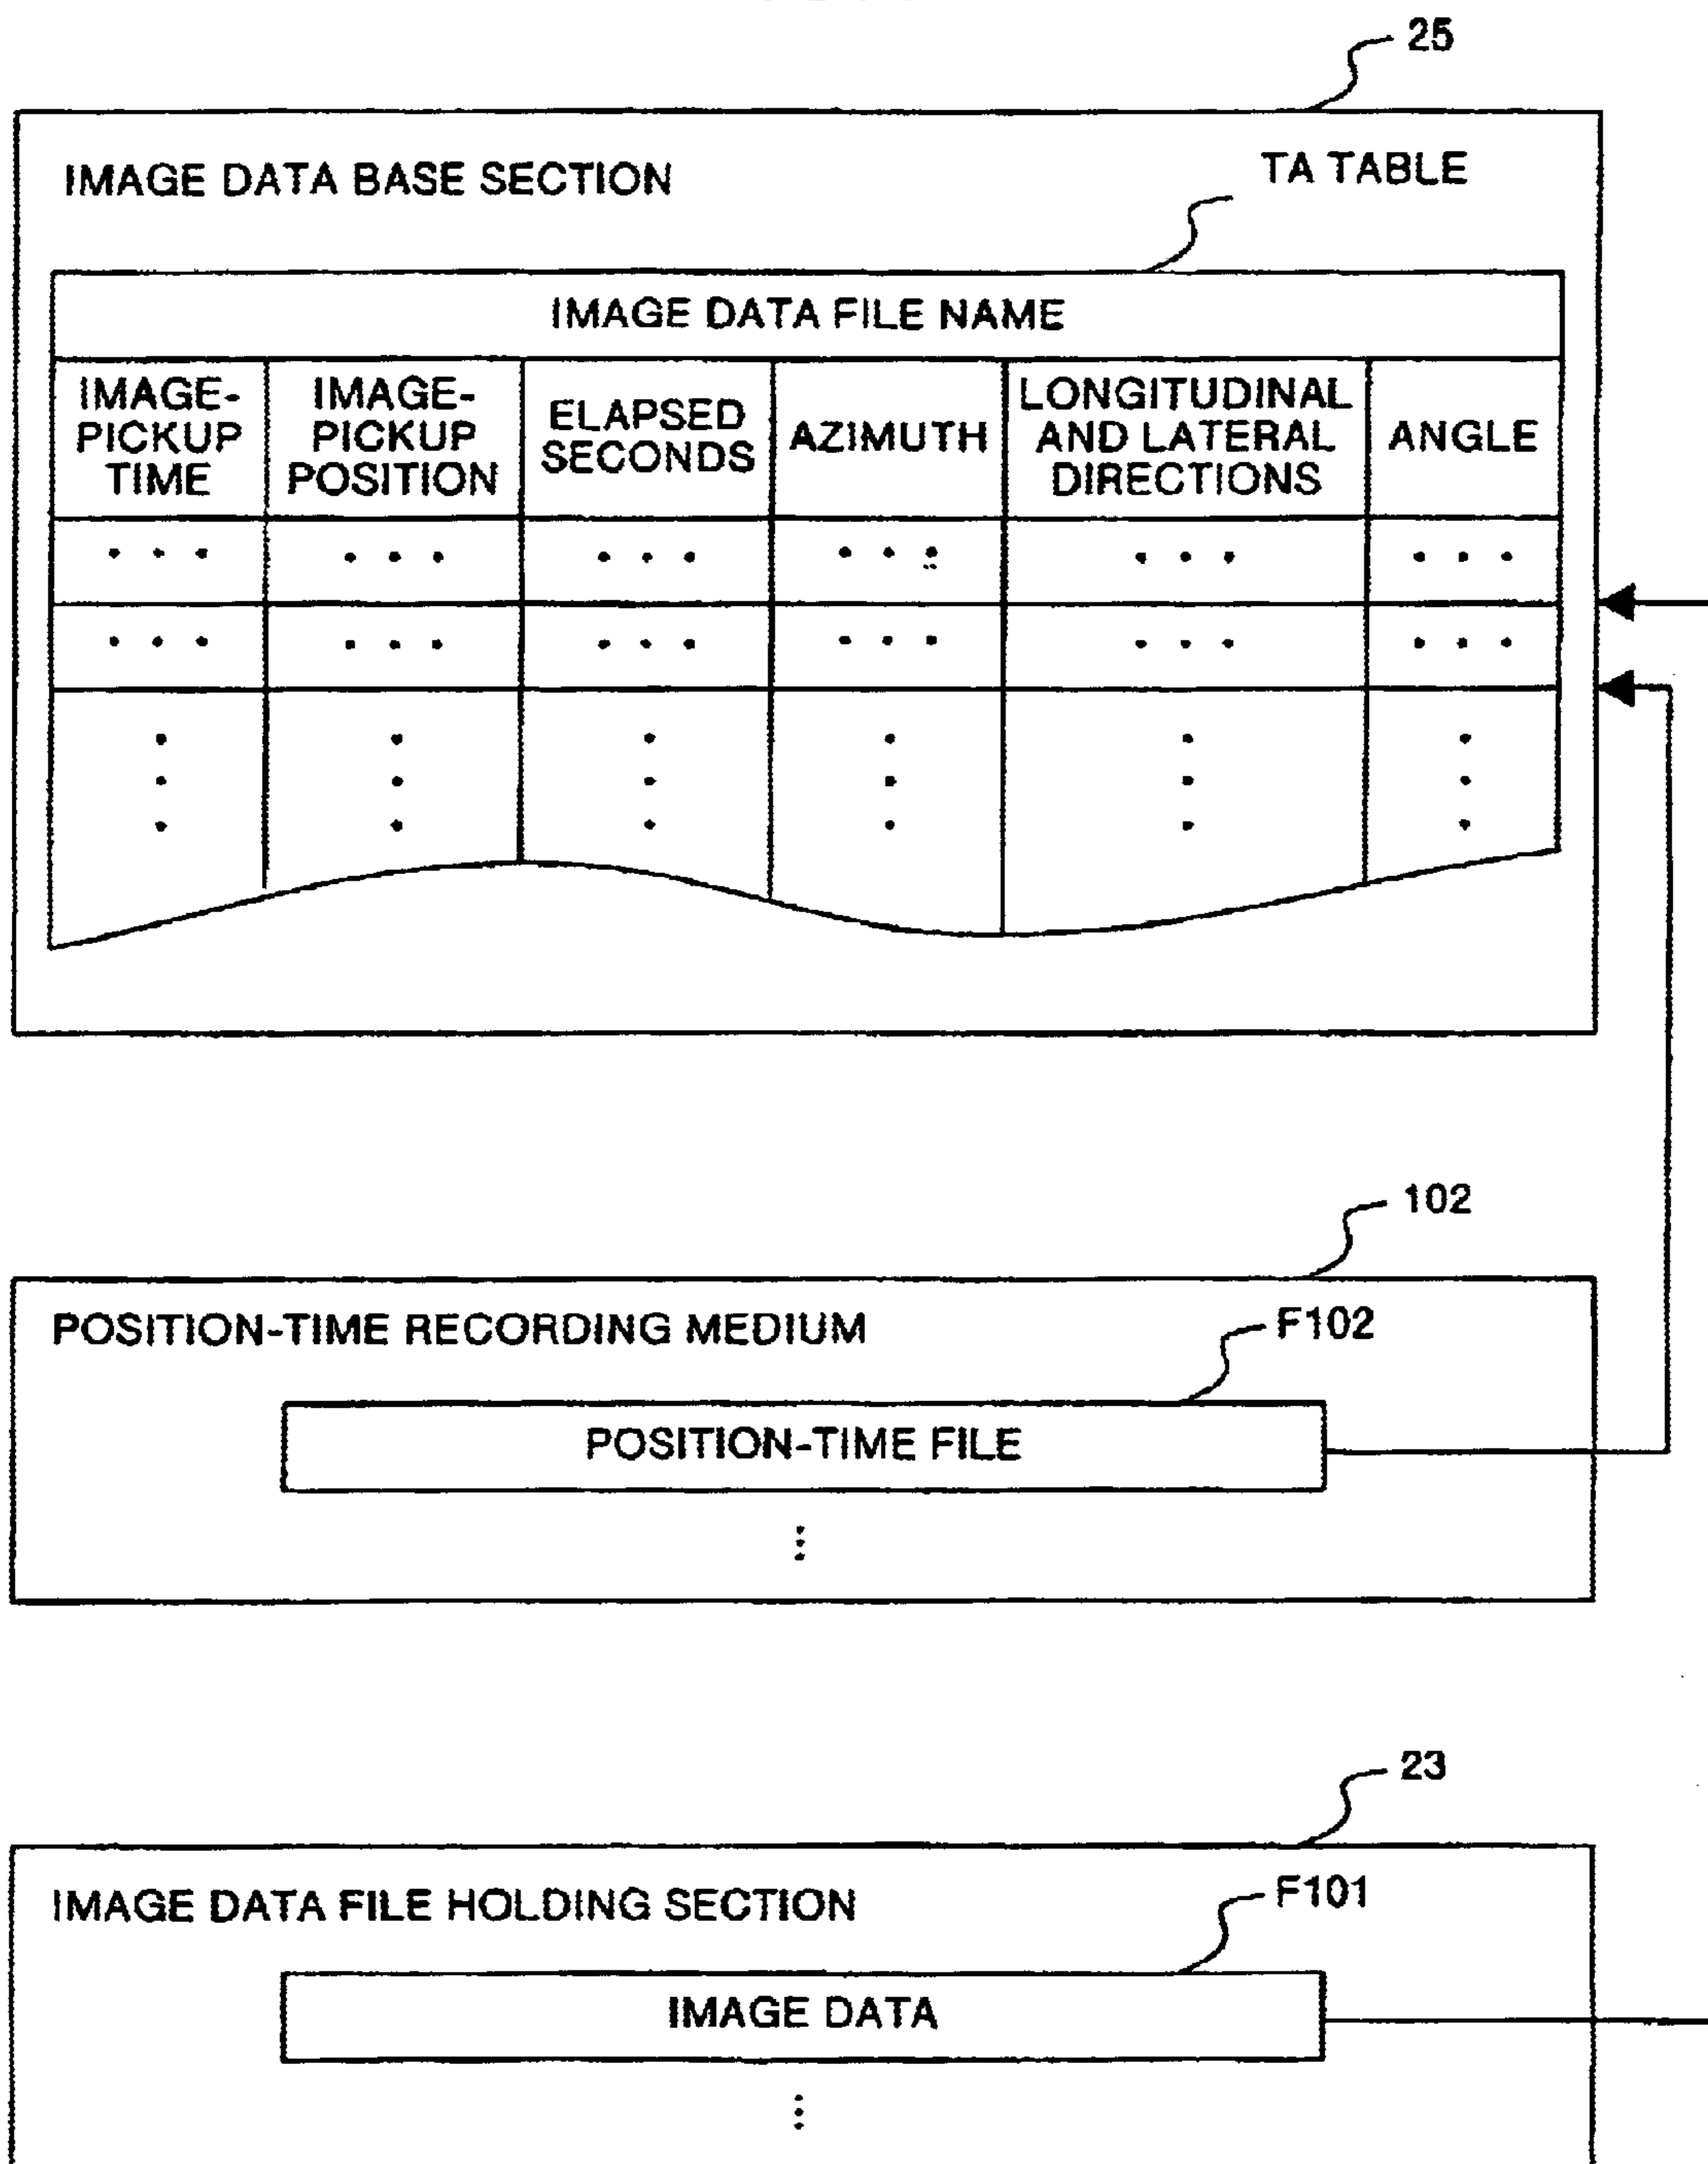 25
IMAGE DATA BASE SECTION
TA TABLE
IMAGE DATA FILE NAME
IMAGE-
PICKUP
TIME
IMAGE-
PICKUP
POSITION
ELAPSED
SECONDS
AZIMUTH
LONGITUDINAL
AND LATERAL
DIRECTIONS
ANGLE
102
POSITION-TIME RECORDING MEDIUM
F102
POSITION-TIME FILE
23
IMAGE DATA FILE HOLDING SECTION
F101
IMAGE DATA